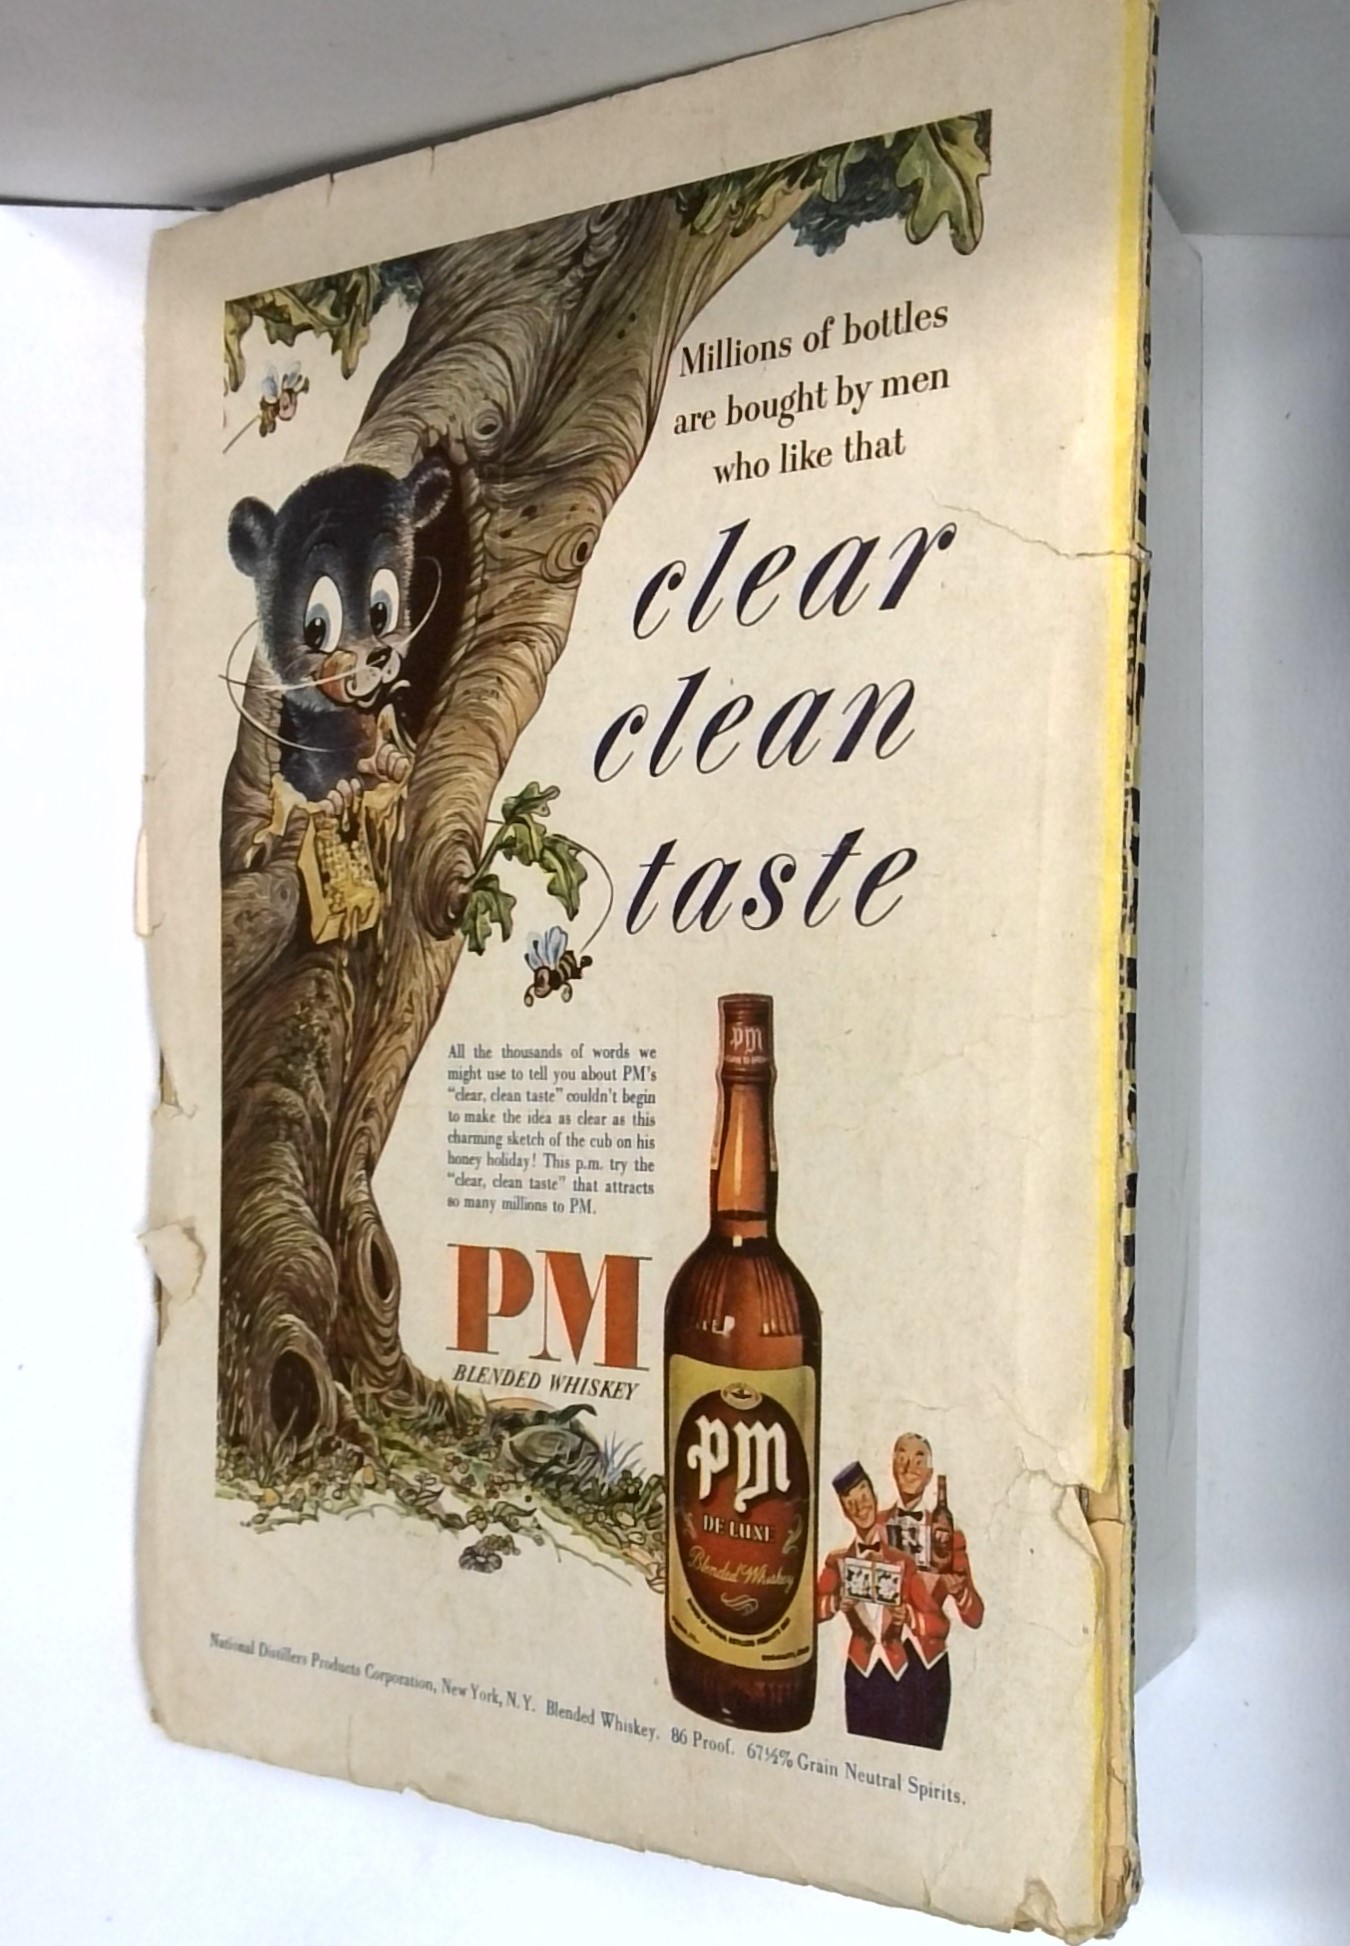 Millions of bottles
are bought by men
who like that
clear
clean
taste
All the thousands of words we
might use to tell you about PM's
"clear, clean taste" couldn't begin
to make the idea as clear as this
charming sketch of the cub on his
honey holiday! This p.m. try the
"clear, clean taste" that attracts
so many millions to PM.
PM
BLENDED WHISKEY
pm
pm
DE LUXE
Blended Whiskey
National Distillers Products Corporation, New York, N.Y. Blended Whiskey. 86 Proof. 67½% Grain Neutral Spirits.